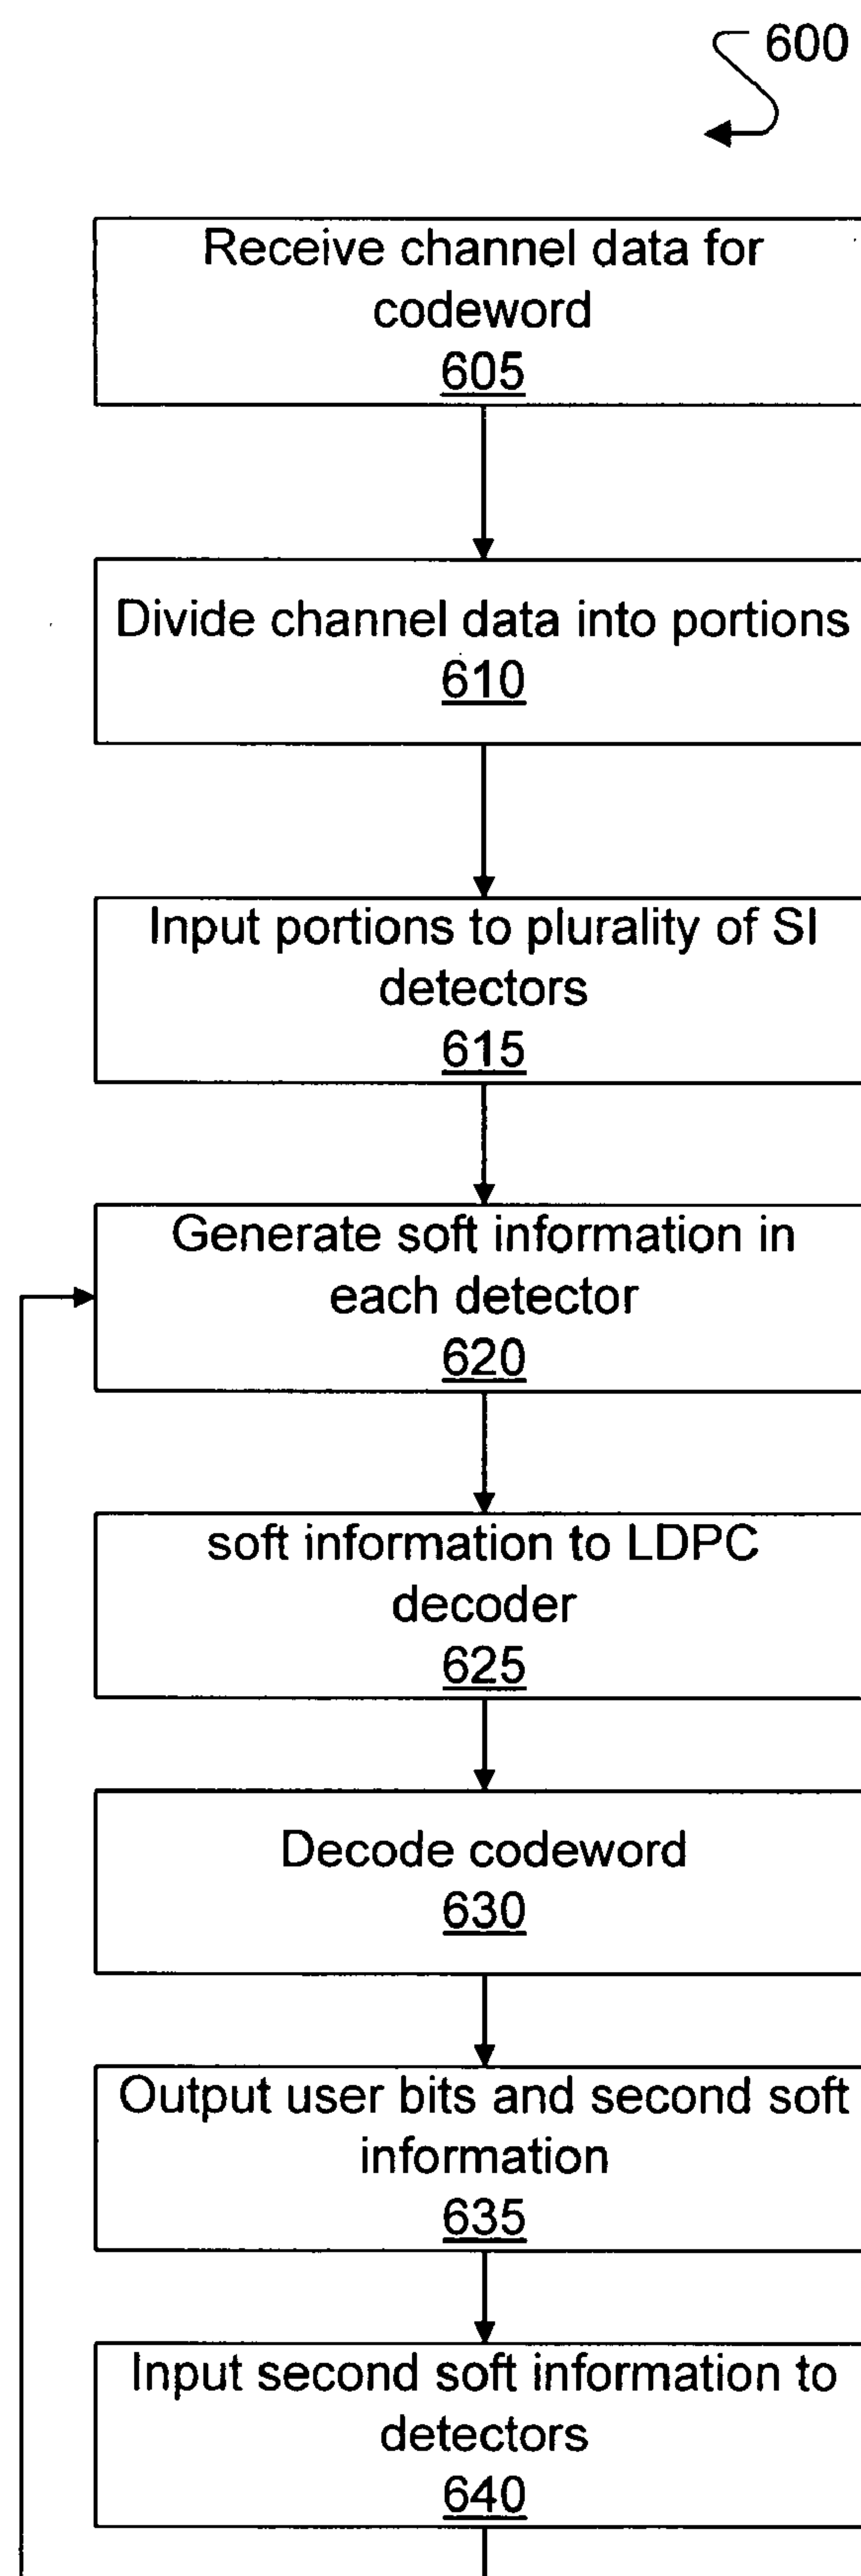 600
Receive channel data for
codeword
605
Divide channel data into portions
610
Input portions to plurality of SI
detectors
615
Generate soft information in
each detector
620
soft information to LDPC
decoder
625
Decode codeword
630
Output user bits and second soft
information
635
Input second soft information to
detectors
640